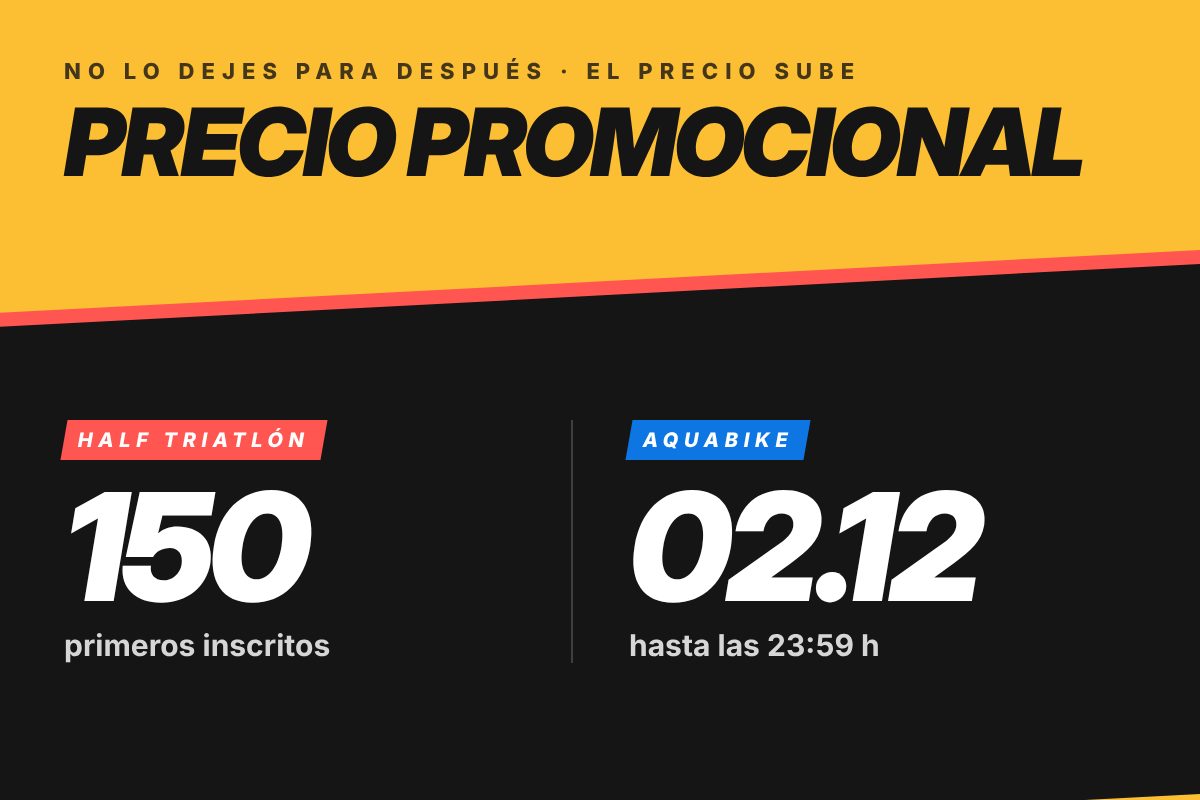 NO LO DEJES PARA DESPUÉS · EL PRECIO SUBE
PRECIO PROMOCIONAL
HALF TRIATLÓN
150
primeros inscritos
AQUABIKE
02.12
hasta las 23:59 h